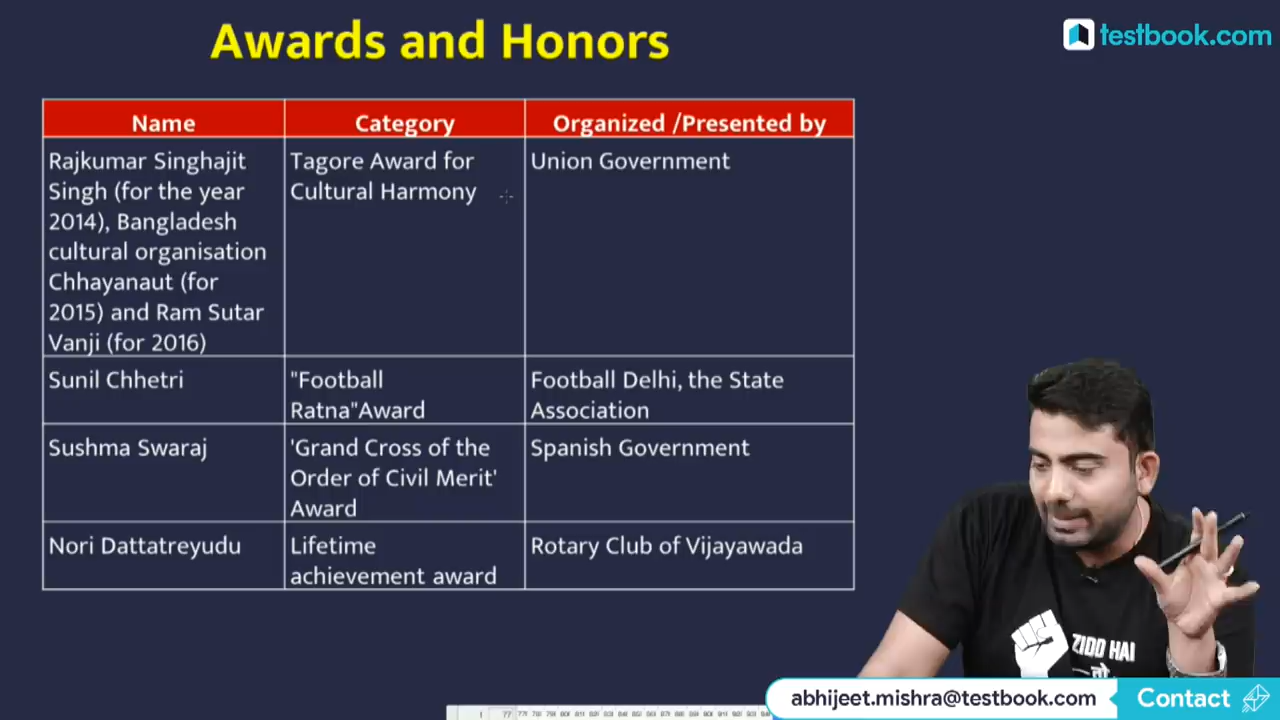 Awards and Honors
testbook.com
Name Category Organized /Presented by
Rajkumar Singhajit
Singh (for the year
2014), Bangladesh
cultural organisation
Chhayanaut (for
2015) and Ram Sutar
Vanji (for 2016)
Tagore Award for
Cultural Harmony
Union Government
Sunil Chhetri
"Football
Ratna"Award
Football Delhi, the State
Association
Sushma Swaraj
'Grand Cross of the
Order of Civil Merit'
Award
Spanish Government
Nori Dattatreyudu
Lifetime
achievement award
Rotary Club of Vijayawada
ZIDD HAI
तो
abhijeet.mishra@testbook.com
Contact